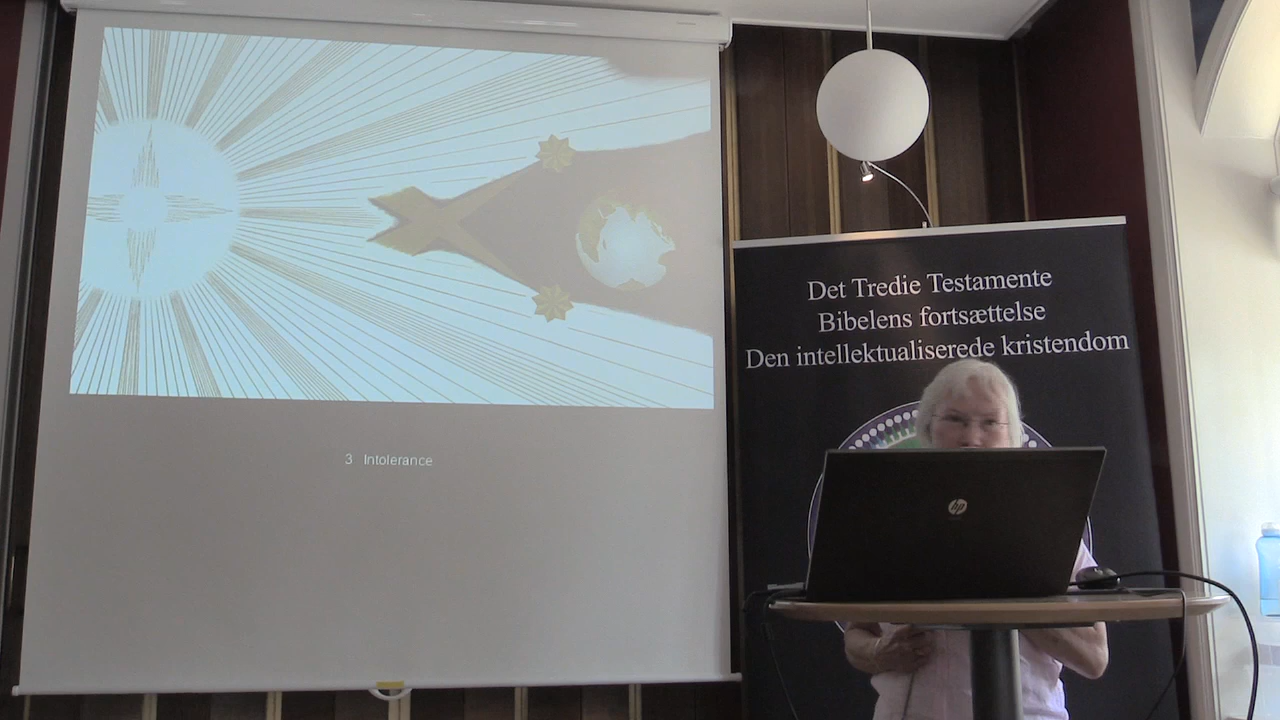 3 Intolerance
Det Tredie Testamente
Bibelens fortsættelse
Den intellektualiserede kristendom
hp